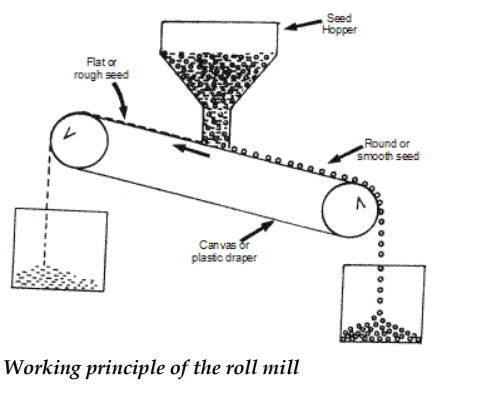 Seed
Hopper
Flat or
rough seed
Round or
smooth seed
Canvas or
plastic draper
Working principle of the roll mill